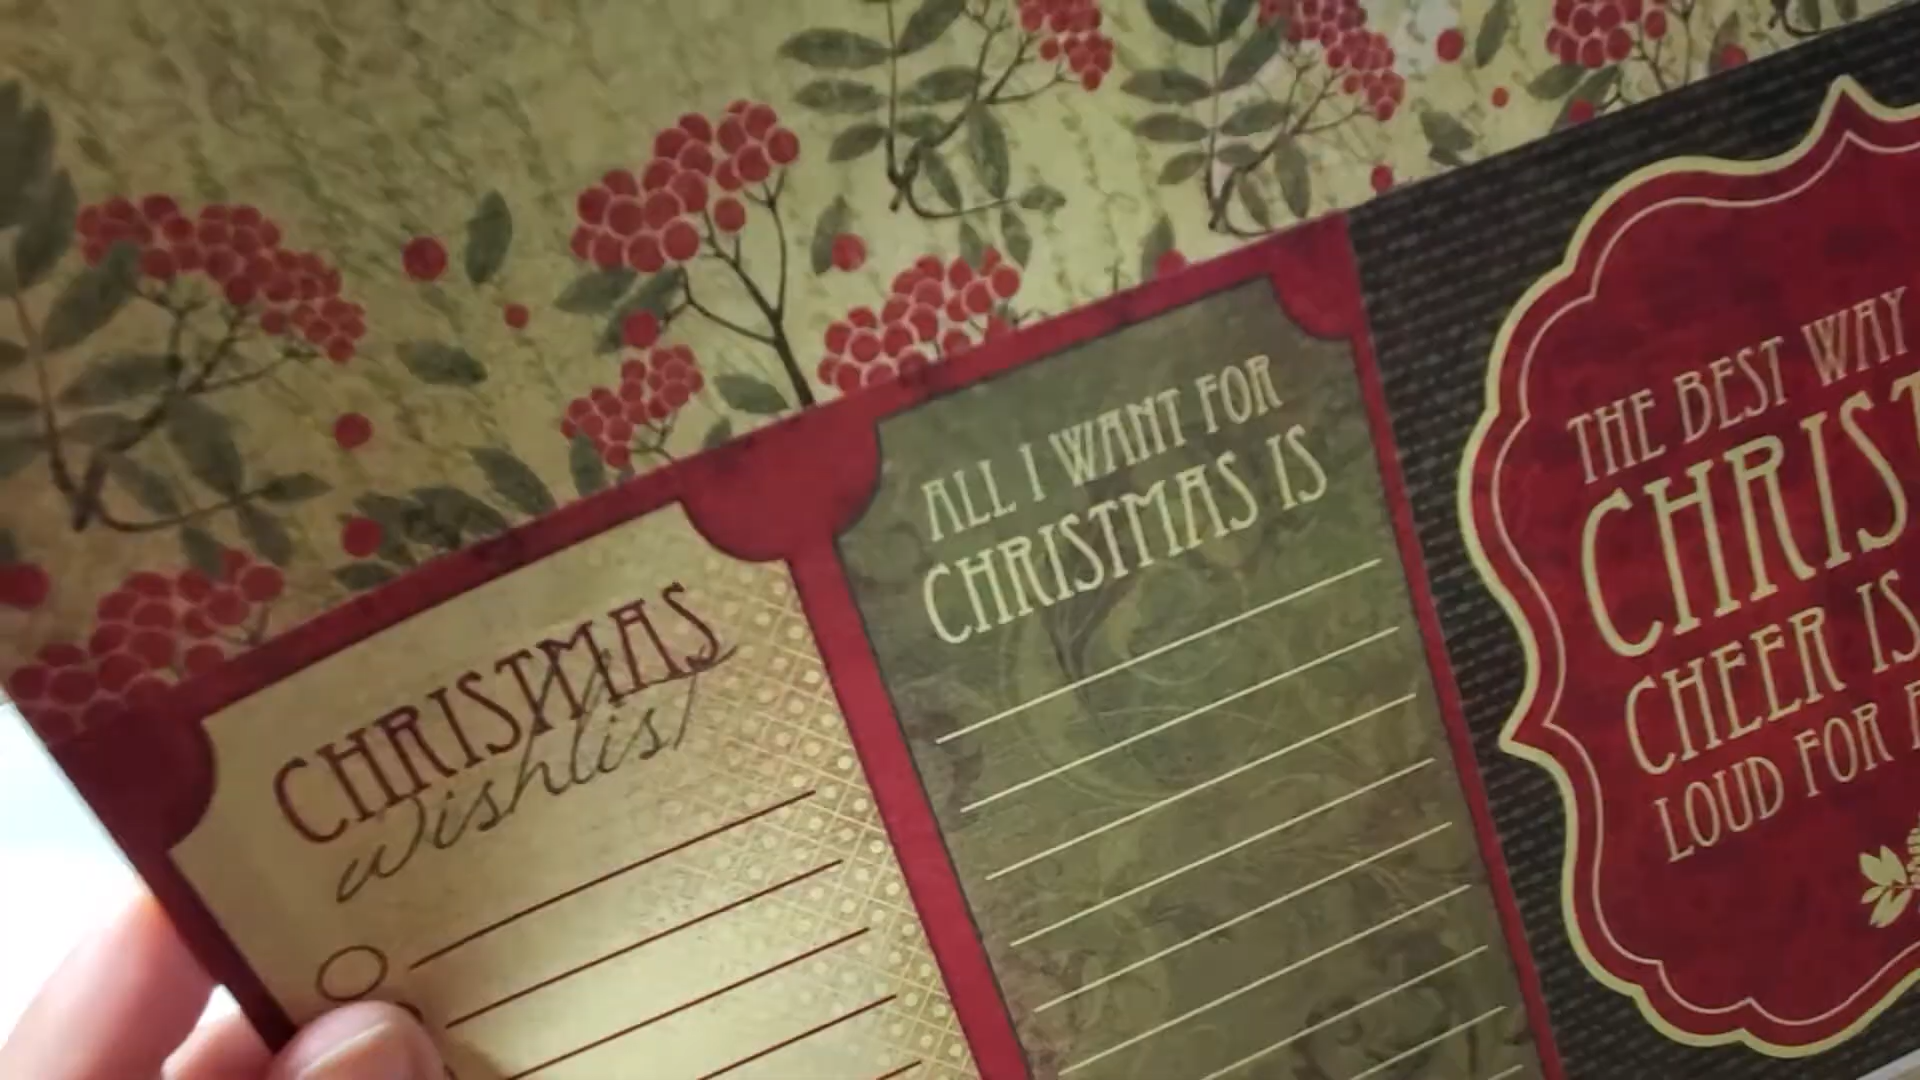 CHRISTMAS
wishlist
ALL I WANT FOR
CHRISTMAS IS
THE BEST WAY
CHEER IS
LOUD FOR